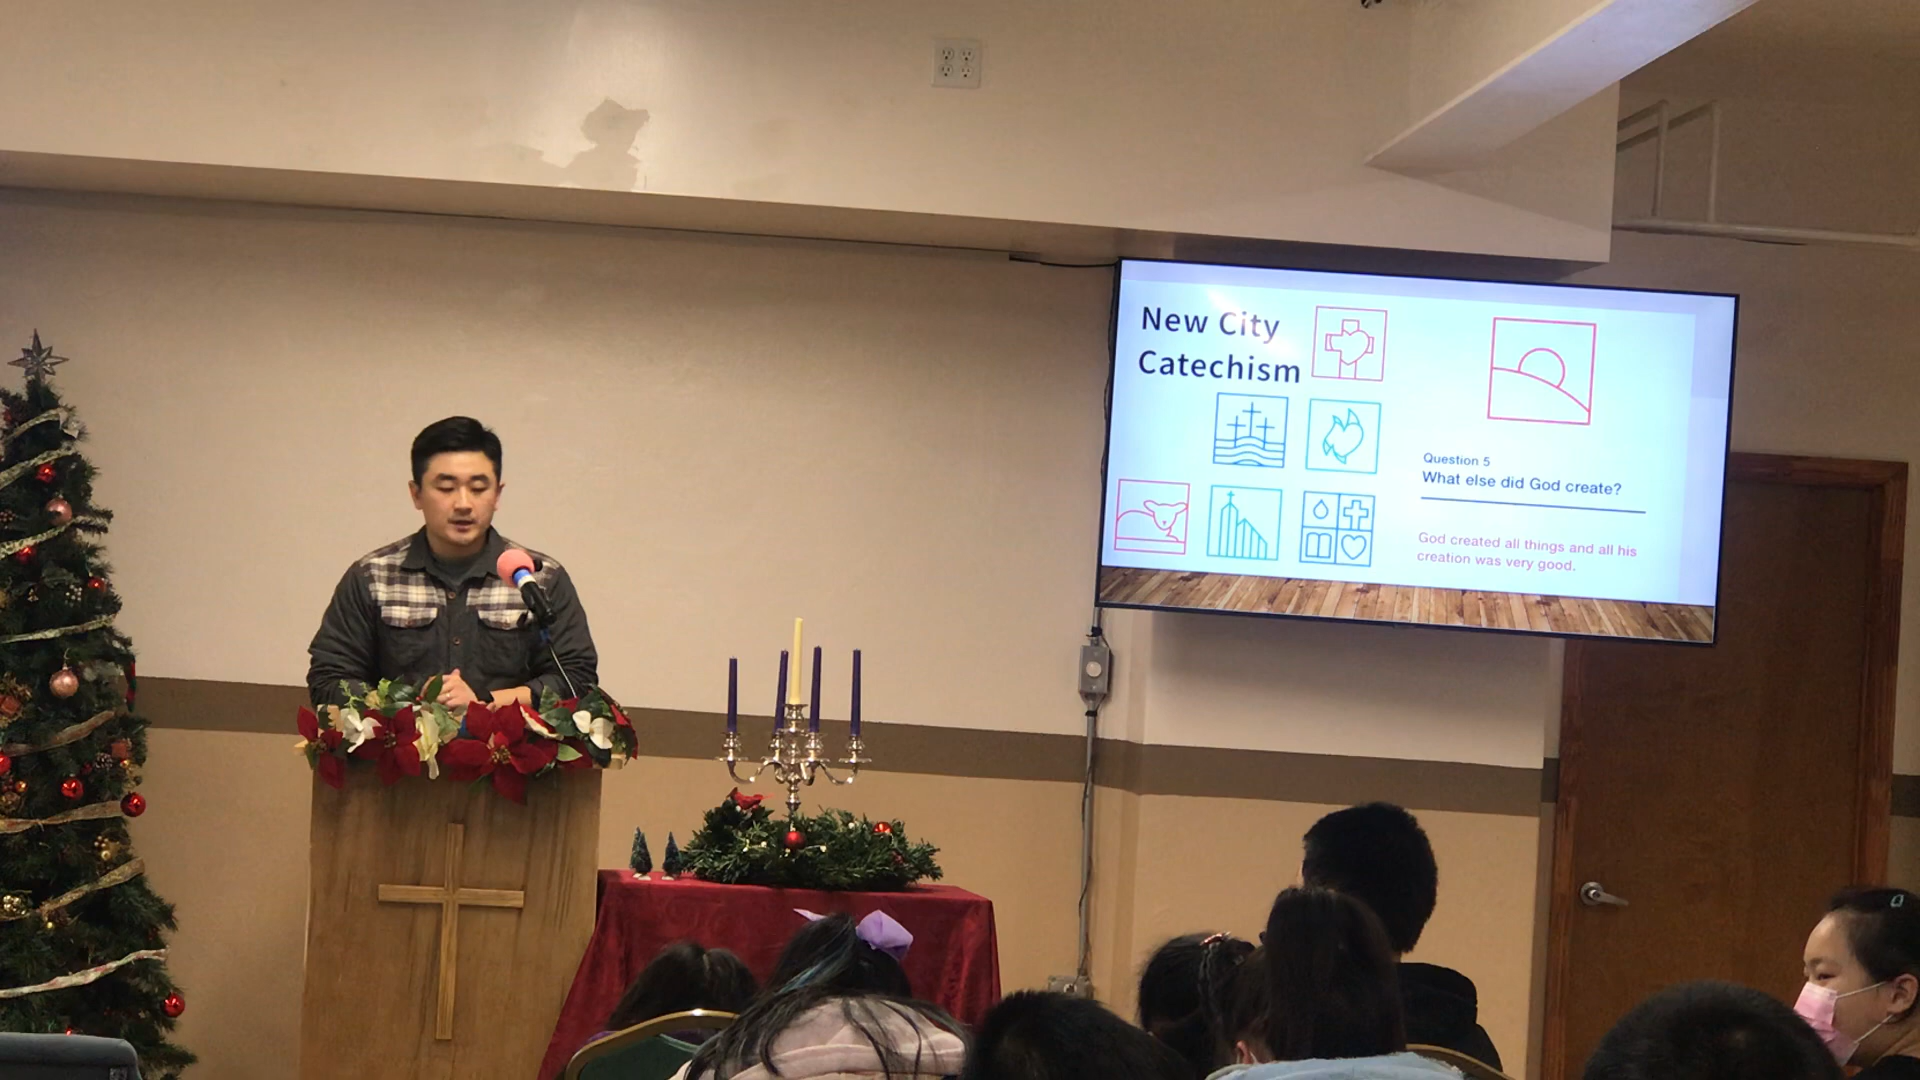 New City
Catechism
Question 5
What else did God create?
God created all things and all his
creation was very good.